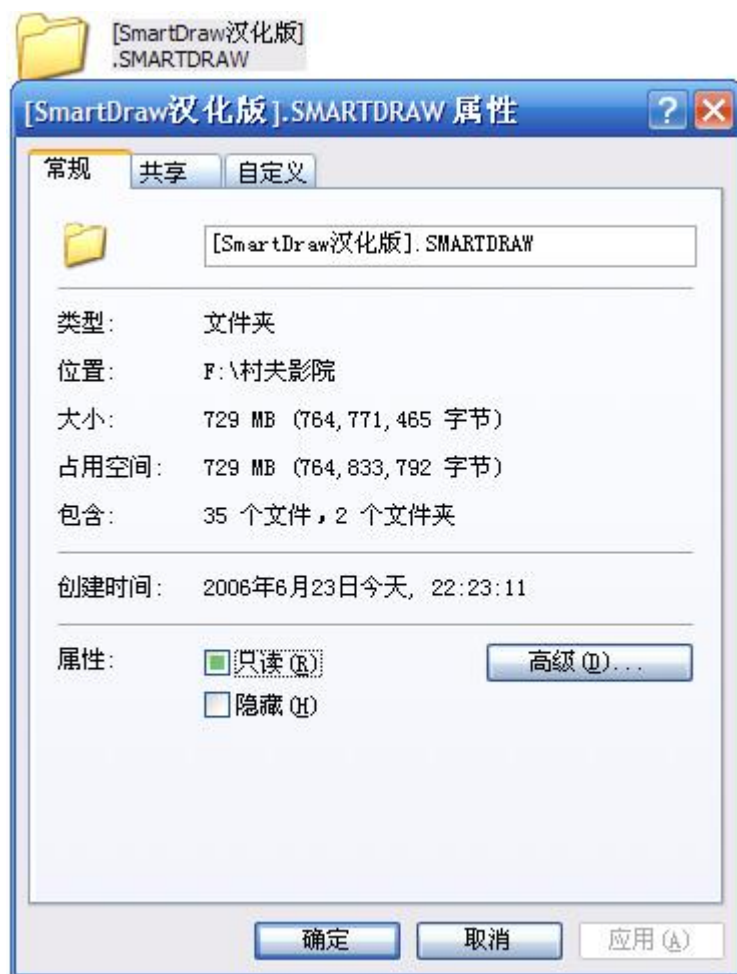 [SmartDraw汉化版]
.SMARTDRAW
[SmartDraw汉化版].SMARTDRAW 属性
常规 共享 自定义
[SmartDraw汉化版].SMARTDRAW
类型: 文件夹
位置: F:\村夫影院
大小: 729 MB (764,771,465 字节)
占用空间: 729 MB (764,833,792 字节)
包含: 35 个文件，2 个文件夹
创建时间: 2006年6月23日今天, 22:23:11
属性: 只读(R) 高级(D)...
隐藏(H)
确定 取消 应用(A)